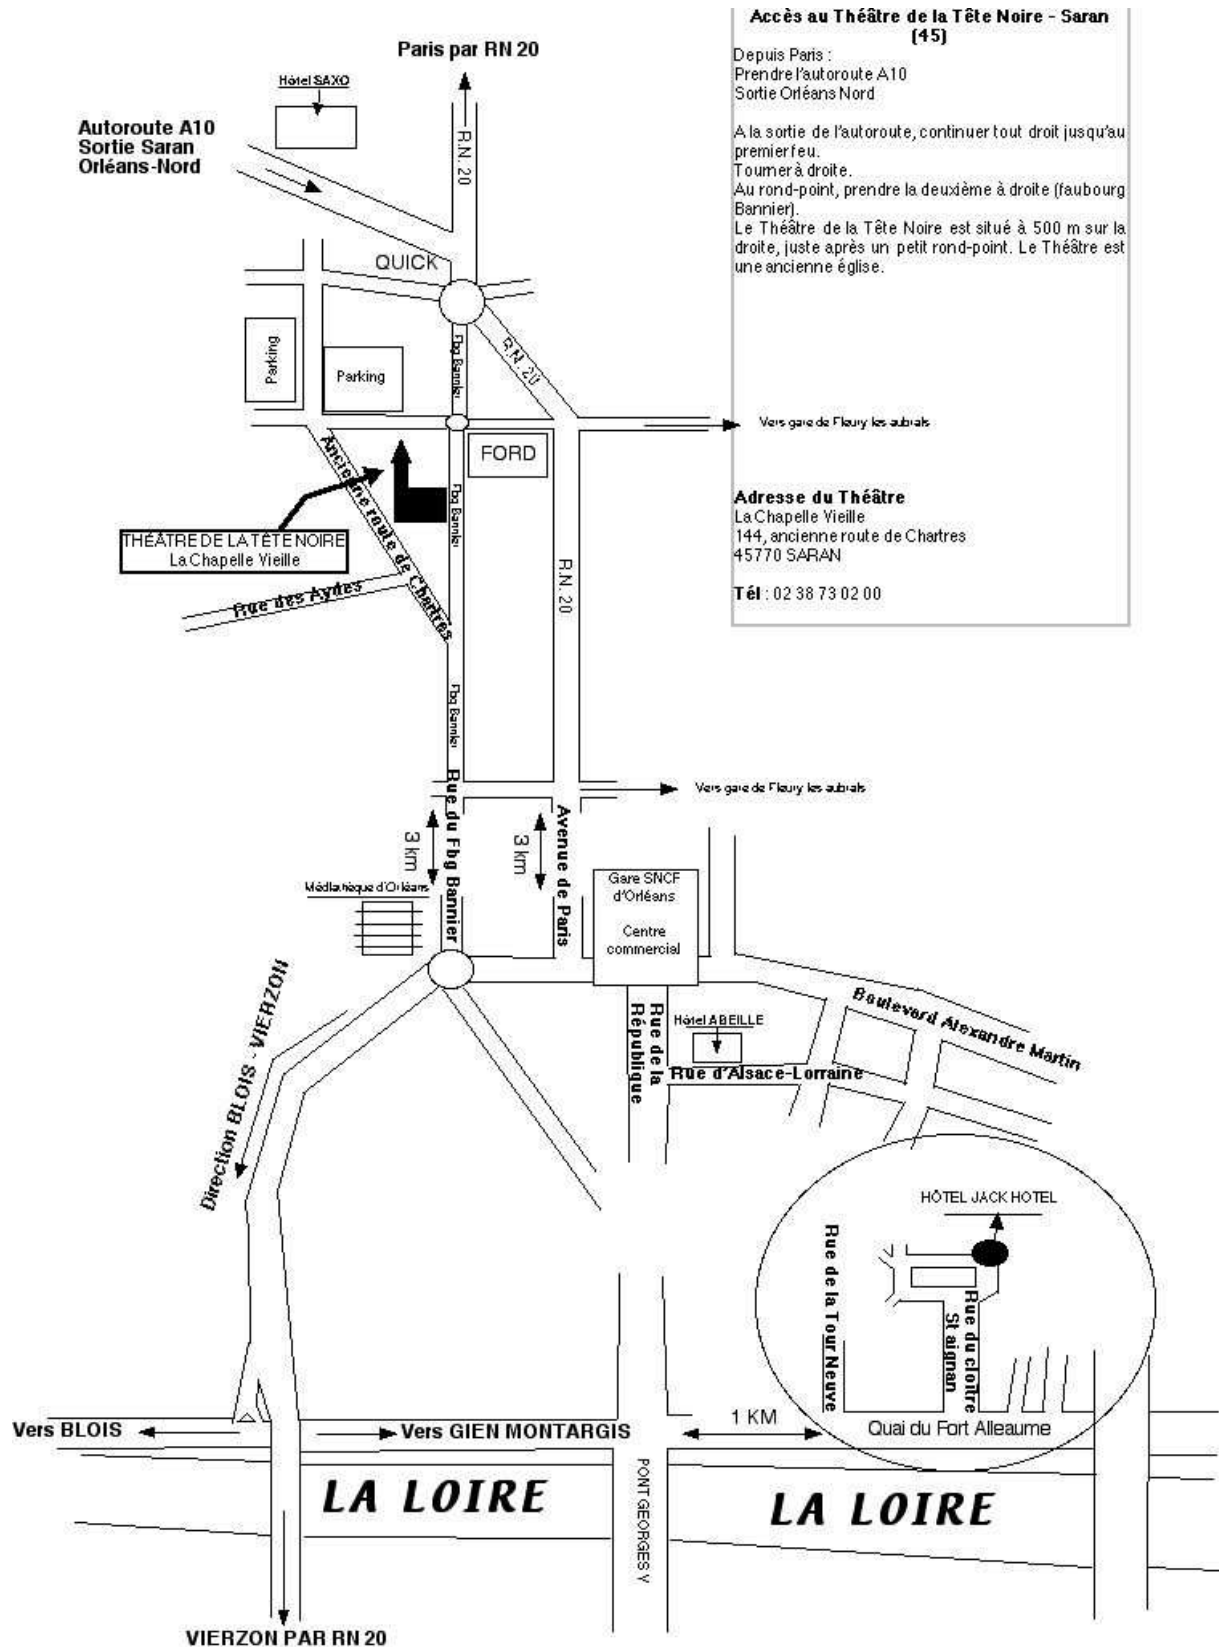 Accès au Théâtre de la Tête Noire - Saran
(45)
Depuis Paris :
Prendre l'autoroute A10
Sortie Orléans Nord
A la sortie de l'autoroute, continuer tout droit jusqu'au
premier feu.
Tourner à droite.
Au rond-point, prendre la deuxième à droite (faubourg
Bannier).
Le Théâtre de la Tête Noire est situé à 500 m sur la
droite, juste après un petit rond-point. Le Théâtre est
une ancienne église.
Adresse du Théâtre
La Chapelle Vieille
144, ancienne route de Chartres
45770 SARAN
Tél : 02 38 73 02 00
Paris par RN 20
Hôtel SAXO
Autoroute A10
Sortie Saran
Orléans-Nord
R.N. 20
QUICK
Parking
Parking
Fbg Bannier
R.N. 20
Vers gare de Fleury les aubrais
FORD
Ancienne route de Chartres
Fbg Bannier
THÉÂTRE DE LA TÊTE NOIRE
La Chapelle Vieille
R.N. 20
Rue des Aydes
Fbg Bannier
Vers gare de Fleury les aubrais
Rue du Fbg Bannier
3 km
3 km
Avenue de Paris
Médiathèque d'Orléans
Gare SNCF
d'Orléans
Centre
commercial
Direction BLOIS - VIERZON
Rue de la
République
Hôtel ABEILLE
Boulevard Alexandre Martin
Rue d'Alsace-Lorraine
HÔTEL JACK HOTEL
Rue de la Tour Neuve
Rue du cloître
St aignan
Vers BLOIS
Vers GIEN MONTARGIS
1 KM
Quai du Fort Alleaume
LA LOIRE
PONT GEORGES V
LA LOIRE
VIERZON PAR RN 20